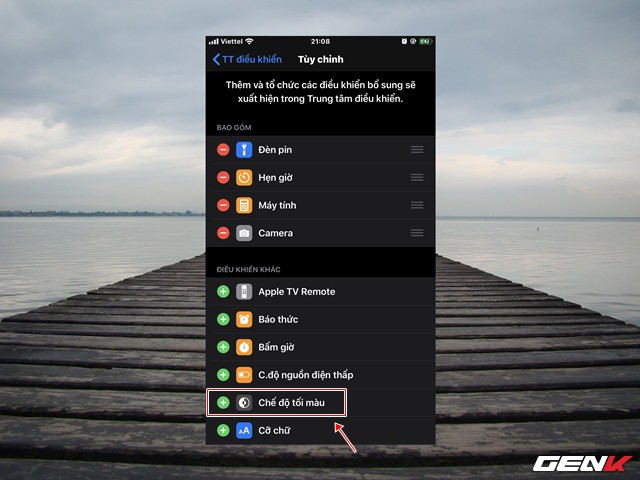 Viettel 21:08
TT điều khiển Tùy chỉnh
Thêm và tổ chức các điều khiển bổ sung sẽ
xuất hiện trong Trung tâm điều khiển.
BAO GỒM
Đèn pin
Hẹn giờ
Máy tính
Camera
ĐIỀU KHIỂN KHÁC
Apple TV Remote
Báo thức
Bấm giờ
C.độ nguồn điện thấp
Chế độ tối màu
AA Cỡ chữ
GENK